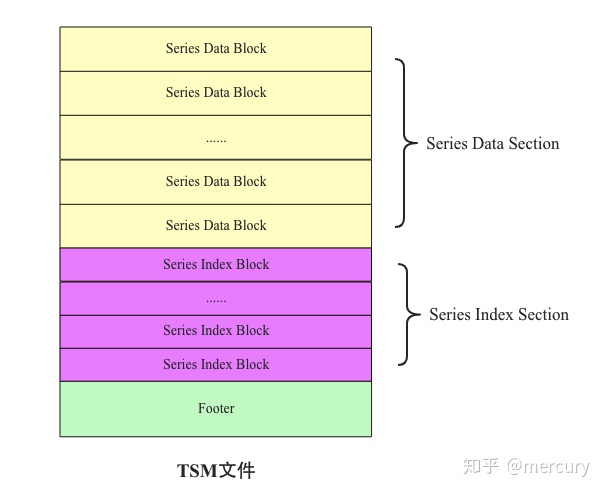 Series Data Block
Series Data Block
......
Series Data Block
Series Data Block
Series Data Section
Series Index Block
......
Series Index Block
Series Index Block
Series Index Section
Footer
TSM文件
知乎 @mercury